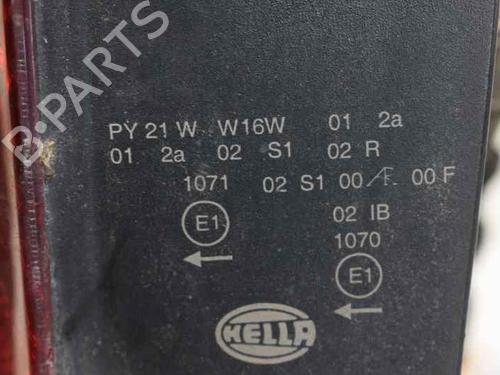 B-PARTS
PY 21 W W16W 01 2a
01 2a 02 S1 02 R
1071 02 S1 00 AR 00 F
02 IB
E1 1070
E1
HELLA